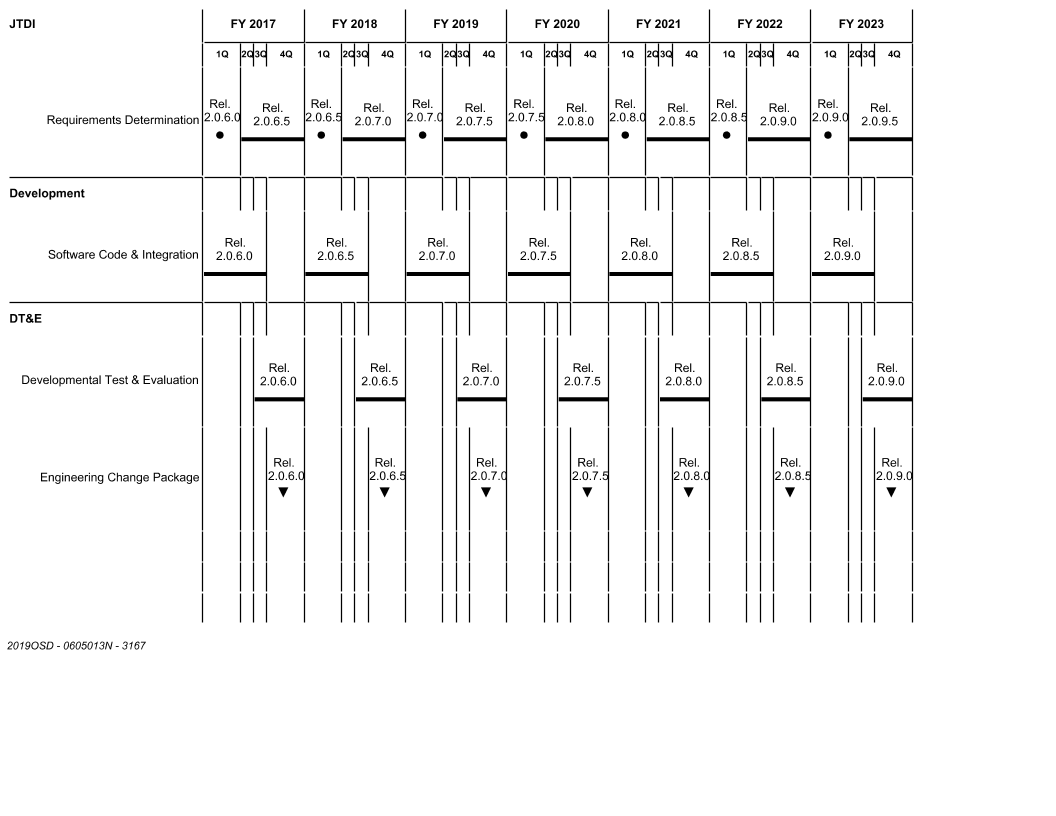 JTDI FY 2017 FY 2018 FY 2019 FY 2020 FY 2021 FY 2022 FY 2023
1Q 2Q 3Q 4Q 1Q 2Q 3Q 4Q 1Q 2Q 3Q 4Q 1Q 2Q 3Q 4Q 1Q 2Q 3Q 4Q 1Q 2Q 3Q 4Q 1Q 2Q 3Q 4Q
Requirements Determination
Rel. Rel. Rel. Rel. Rel. Rel. Rel. Rel. Rel. Rel. Rel. Rel. Rel. Rel.
2.0.6.0 2.0.6.5 2.0.6.5 2.0.7.0 2.0.7.0 2.0.7.5 2.0.7.5 2.0.8.0 2.0.8.0 2.0.8.5 2.0.8.5 2.0.9.0 2.0.9.0 2.0.9.5
Development
Software Code & Integration
Rel. Rel. Rel. Rel. Rel. Rel. Rel.
2.0.6.0 2.0.6.5 2.0.7.0 2.0.7.5 2.0.8.0 2.0.8.5 2.0.9.0
DT&E
Developmental Test & Evaluation
Rel. Rel. Rel. Rel. Rel. Rel. Rel.
2.0.6.0 2.0.6.5 2.0.7.0 2.0.7.5 2.0.8.0 2.0.8.5 2.0.9.0
Engineering Change Package
Rel. Rel. Rel. Rel. Rel. Rel. Rel.
2.0.6.0 2.0.6.5 2.0.7.0 2.0.7.5 2.0.8.0 2.0.8.5 2.0.9.0
2019OSD - 0605013N - 3167